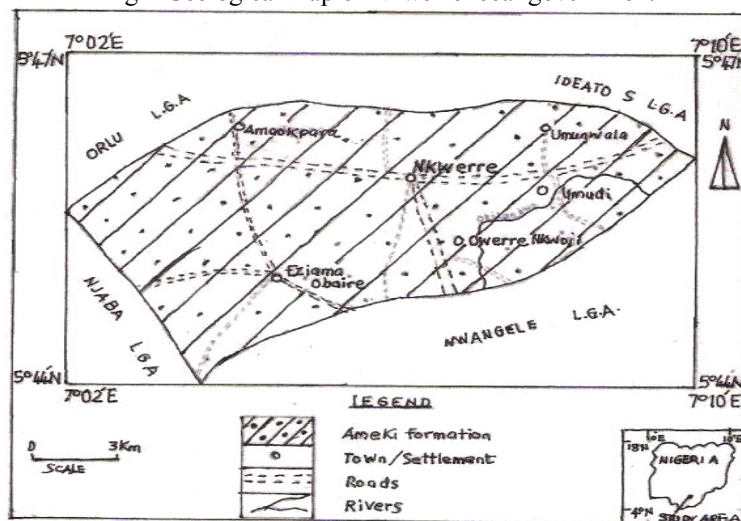 7°02'E
7°10'E
5°47'N
5°47'N
IDEATO S L.G.A
ORLU L.G.A
N
Amaokpara
Umunwala
Nkwerre
Umudi
Owerre Nkwoji
Eziama
Obaire
NJABA LGA
NWANGELE L.G.A.
5°44'N
5°44'N
7°02'E
7°10'E
LEGEND
Ameki formation
Town/Settlement
Roads
Rivers
0 3Km
SCALE
NIGERIA
4°N
STUDY AREA